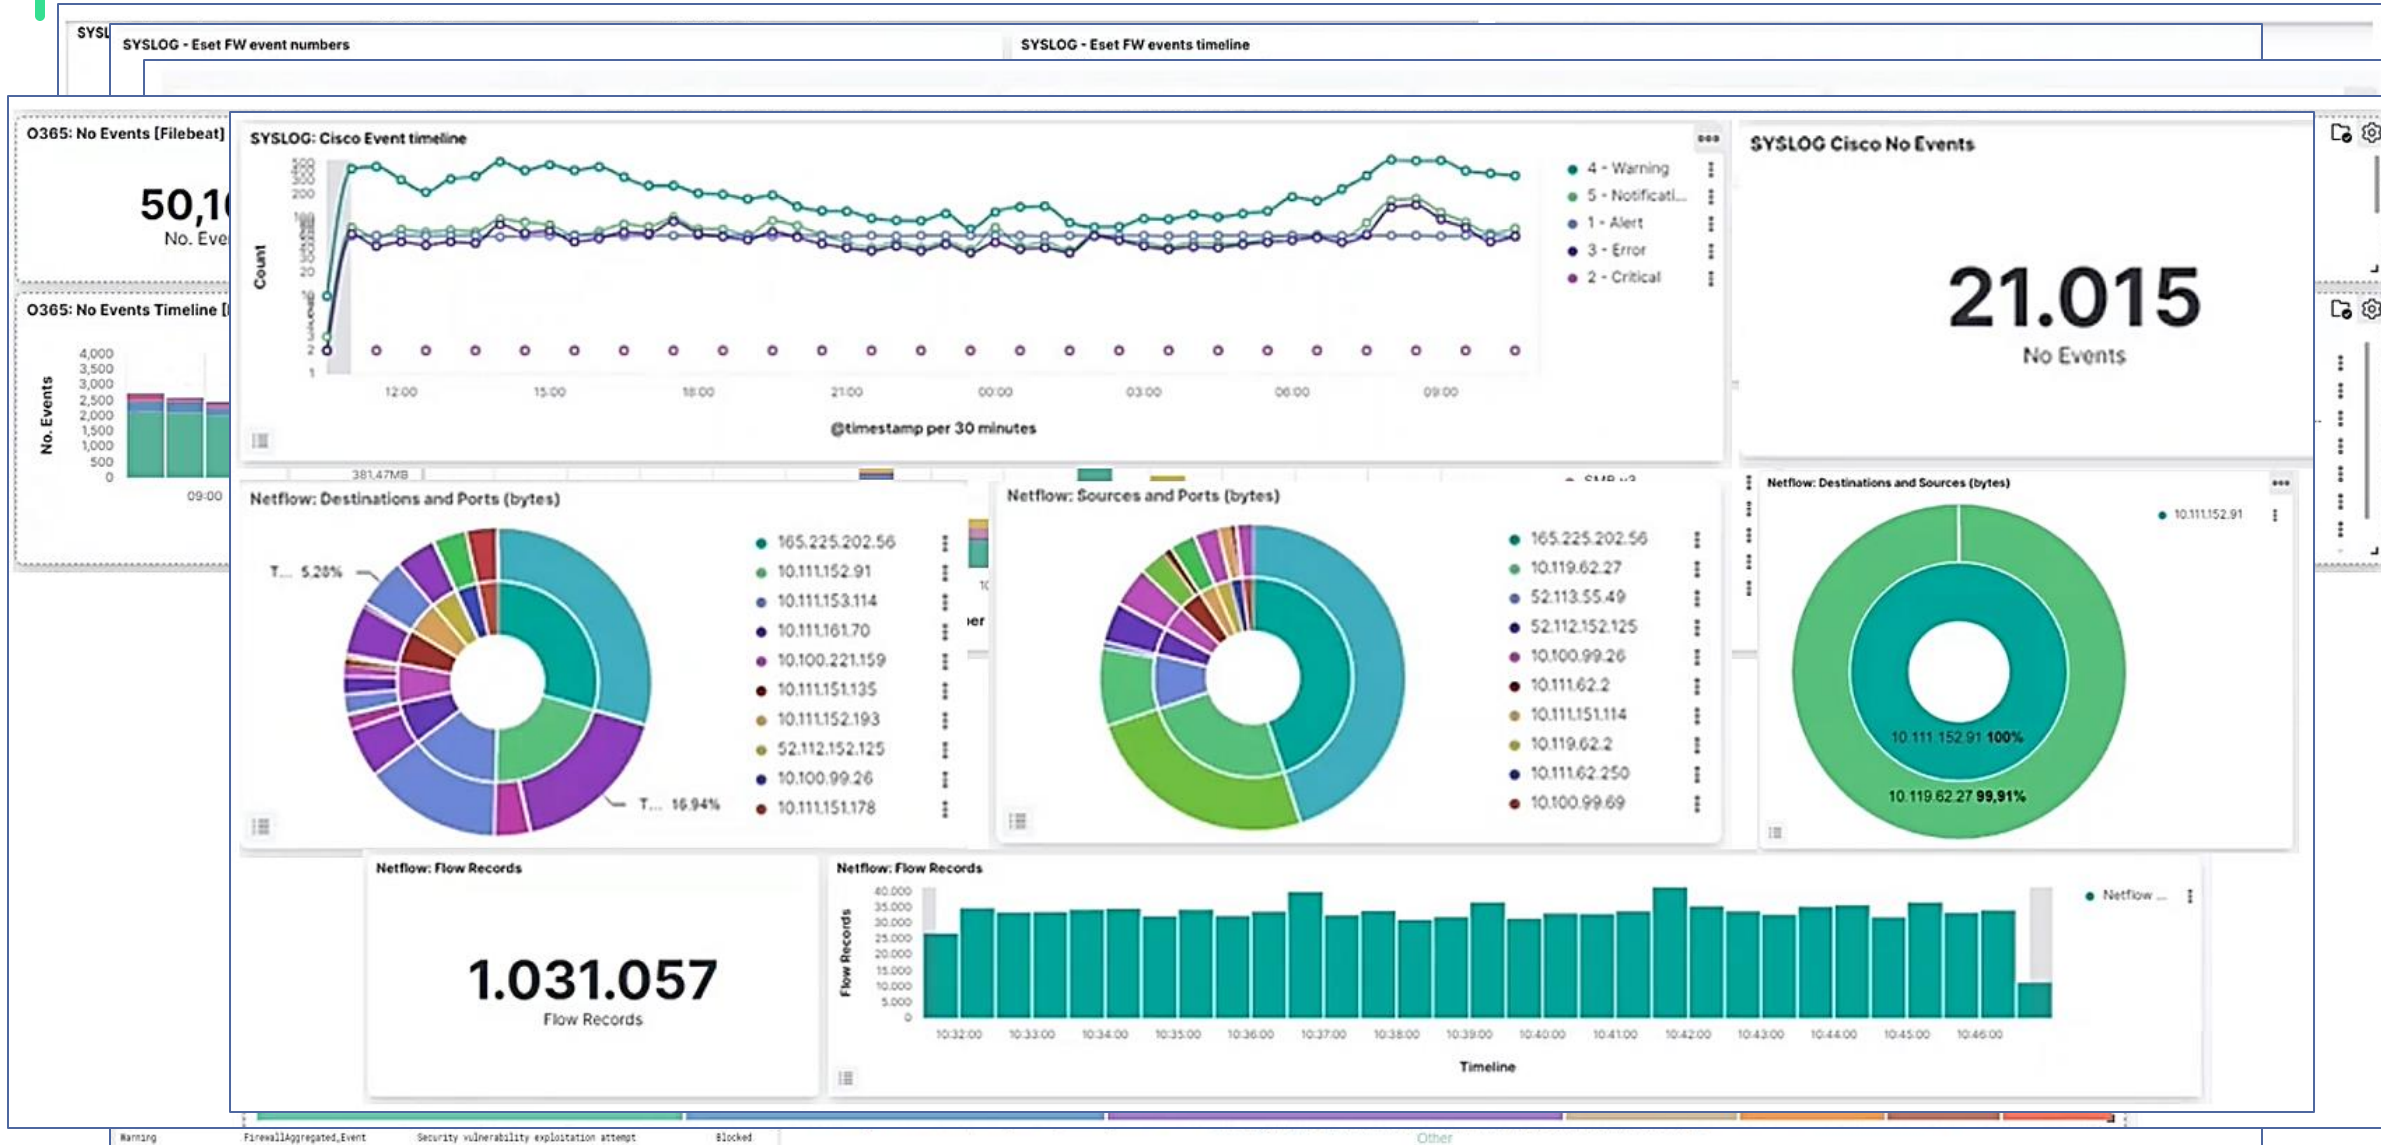 SYSL
SYSLOG - Eset FW event numbers
SYSLOG - Eset FW events timeline
O365: No Events [Filebeat]
50,1
No. Eve
O365: No Events Timeline [
No. Events
4,000
3,500
3,000
2,500
2,000
1,500
1,000
500
0
09:00
SYSLOG: Cisco Event timeline
Count
500
200
100
20
10
2
1
12:00
15:00
18:00
21:00
00:00
03:00
06:00
09:00
@timestamp per 30 minutes
4 - Warning
5 - Notificati...
1 - Alert
3 - Error
2 - Critical
SYSLOG Cisco No Events
21.015
No Events
381,47MB
Netflow: Destinations and Ports (bytes)
T... 5,28%
T... 16,94%
165.225.202.56
10.111.152.91
10.111.153.114
10.111.161.70
10.100.221.159
10.111.151.135
10.111.152.193
52.112.152.125
10.100.99.26
10.111.151.178
Netflow: Sources and Ports (bytes)
165.225.202.56
10.119.62.27
52.113.55.49
52.112.152.125
10.100.99.26
10.111.62.2
10.111.151.114
10.119.62.2
10.111.62.250
10.100.99.69
Netflow: Destinations and Sources (bytes)
10.111.152.91
10.111.152.91 100%
10.119.62.27 99,91%
Netflow: Flow Records
1.031.057
Flow Records
Netflow: Flow Records
Flow Records
40.000
35.000
30.000
25.000
20.000
15.000
10.000
5.000
0
10:32:00
10:33:00
10:34:00
10:35:00
10:36:00
10:37:00
10:38:00
10:39:00
10:40:00
10:41:00
10:42:00
10:43:00
10:44:00
10:45:00
10:46:00
Timeline
Netflow ...
Warning FirewallAggregated_Event Security vulnerability exploitation attempt Blocked
Other